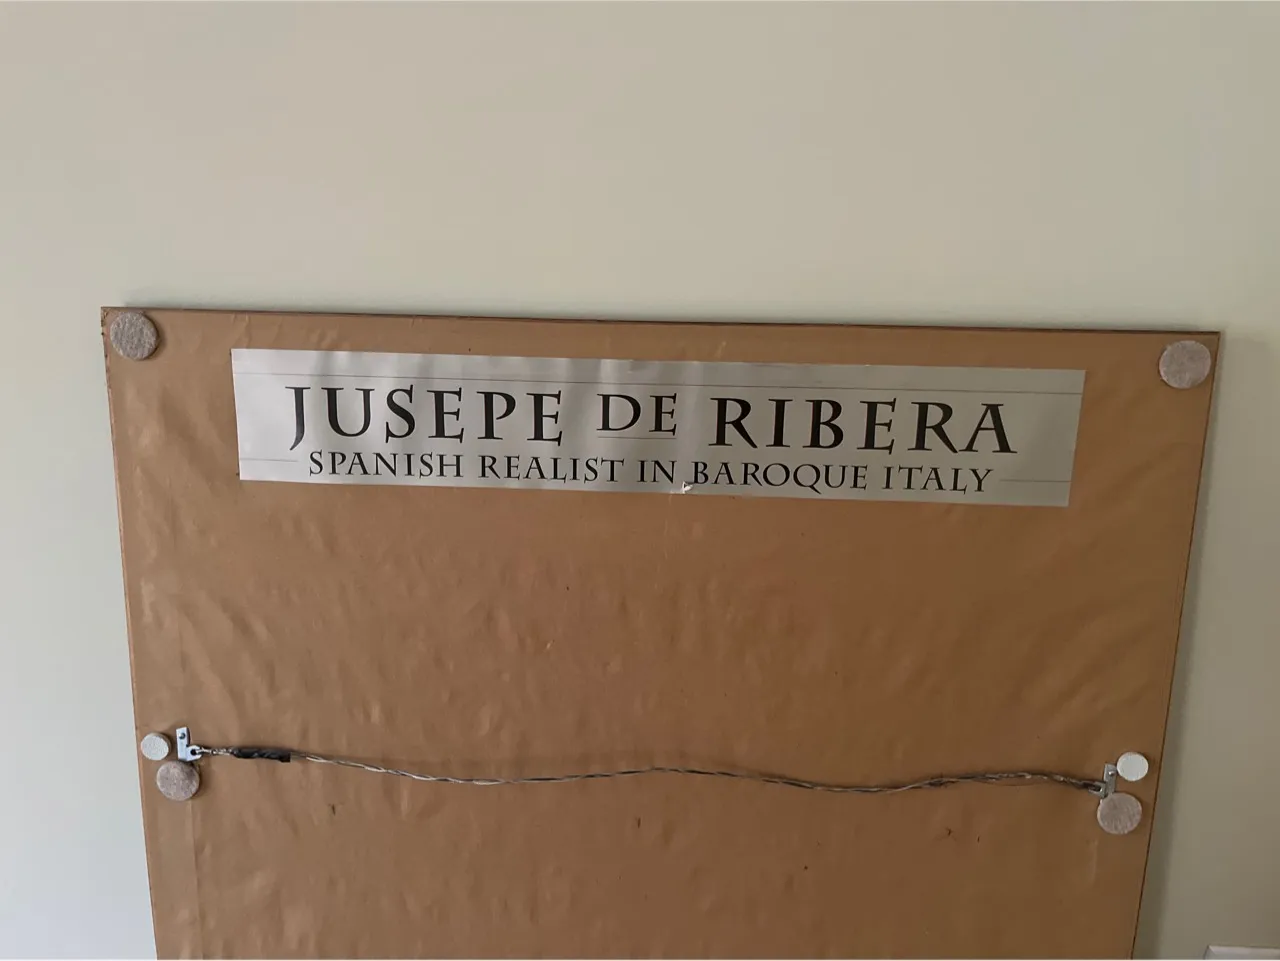 JUSEPE DE RIBERA
SPANISH REALIST IN BAROQUE ITALY